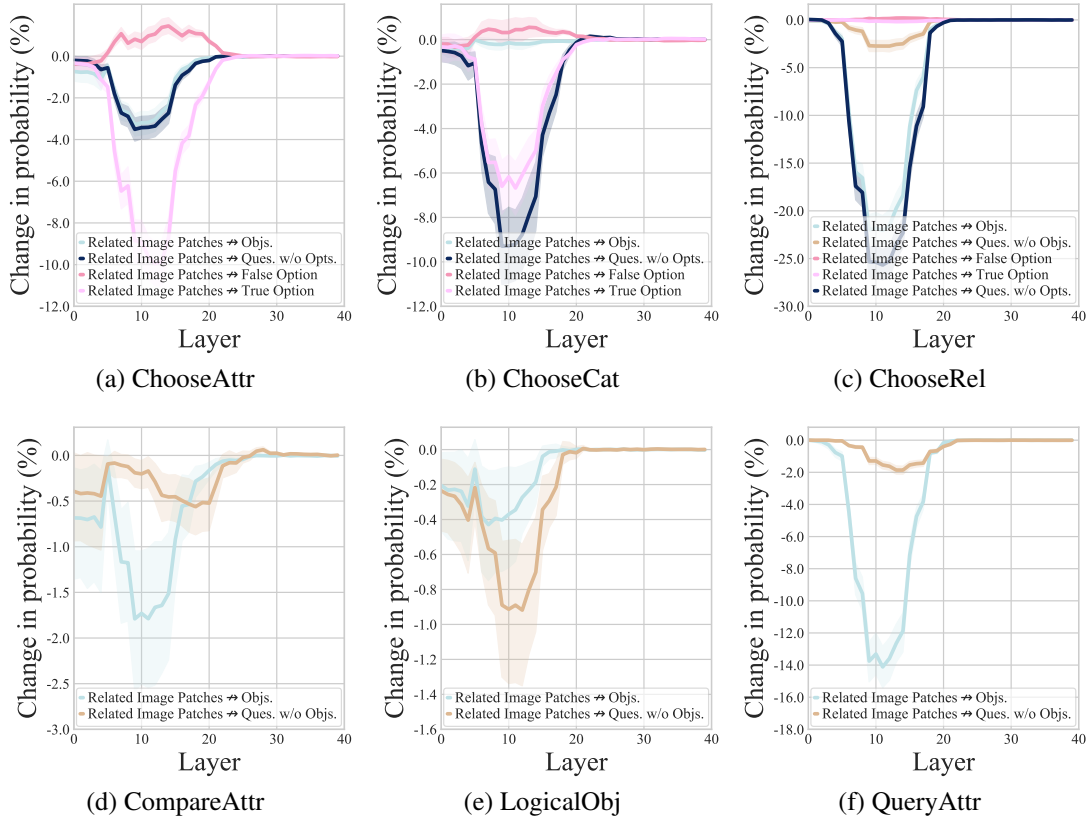 Change in probability (%)
0.0
-2.0
-4.0
-6.0
-8.0
-10.0
-12.0
Related Image Patches ↛ Objs.
Related Image Patches ↛ Ques. w/o Opts.
Related Image Patches ↛ False Option
Related Image Patches ↛ True Option
0 10 20 30 40
Layer
(a) ChooseAttr
Change in probability (%)
0.0
-2.0
-4.0
-6.0
-8.0
-10.0
-12.0
Related Image Patches ↛ Objs.
Related Image Patches ↛ Ques. w/o Opts.
Related Image Patches ↛ False Option
Related Image Patches ↛ True Option
0 10 20 30 40
Layer
(b) ChooseCat
Change in probability (%)
0.0
-5.0
-10.0
-15.0
-20.0
-25.0
-30.0
Related Image Patches ↛ Objs.
Related Image Patches ↛ Ques. w/o Objs.
Related Image Patches ↛ False Option
Related Image Patches ↛ True Option
Related Image Patches ↛ Ques. w/o Opts.
0 10 20 30 40
Layer
(c) ChooseRel
Change in probability (%)
0.0
-0.5
-1.0
-1.5
-2.0
-2.5
-3.0
Related Image Patches ↛ Objs.
Related Image Patches ↛ Ques. w/o Objs.
0 10 20 30 40
Layer
(d) CompareAttr
Change in probability (%)
0.0
-0.2
-0.4
-0.6
-0.8
-1.0
-1.2
-1.4
-1.6
Related Image Patches ↛ Objs.
Related Image Patches ↛ Ques. w/o Objs.
0 10 20 30 40
Layer
(e) LogicalObj
Change in probability (%)
0.0
-2.0
-4.0
-6.0
-8.0
-10.0
-12.0
-14.0
-16.0
-18.0
Related Image Patches ↛ Objs.
Related Image Patches ↛ Ques. w/o Objs.
0 10 20 30 40
Layer
(f) QueryAttr